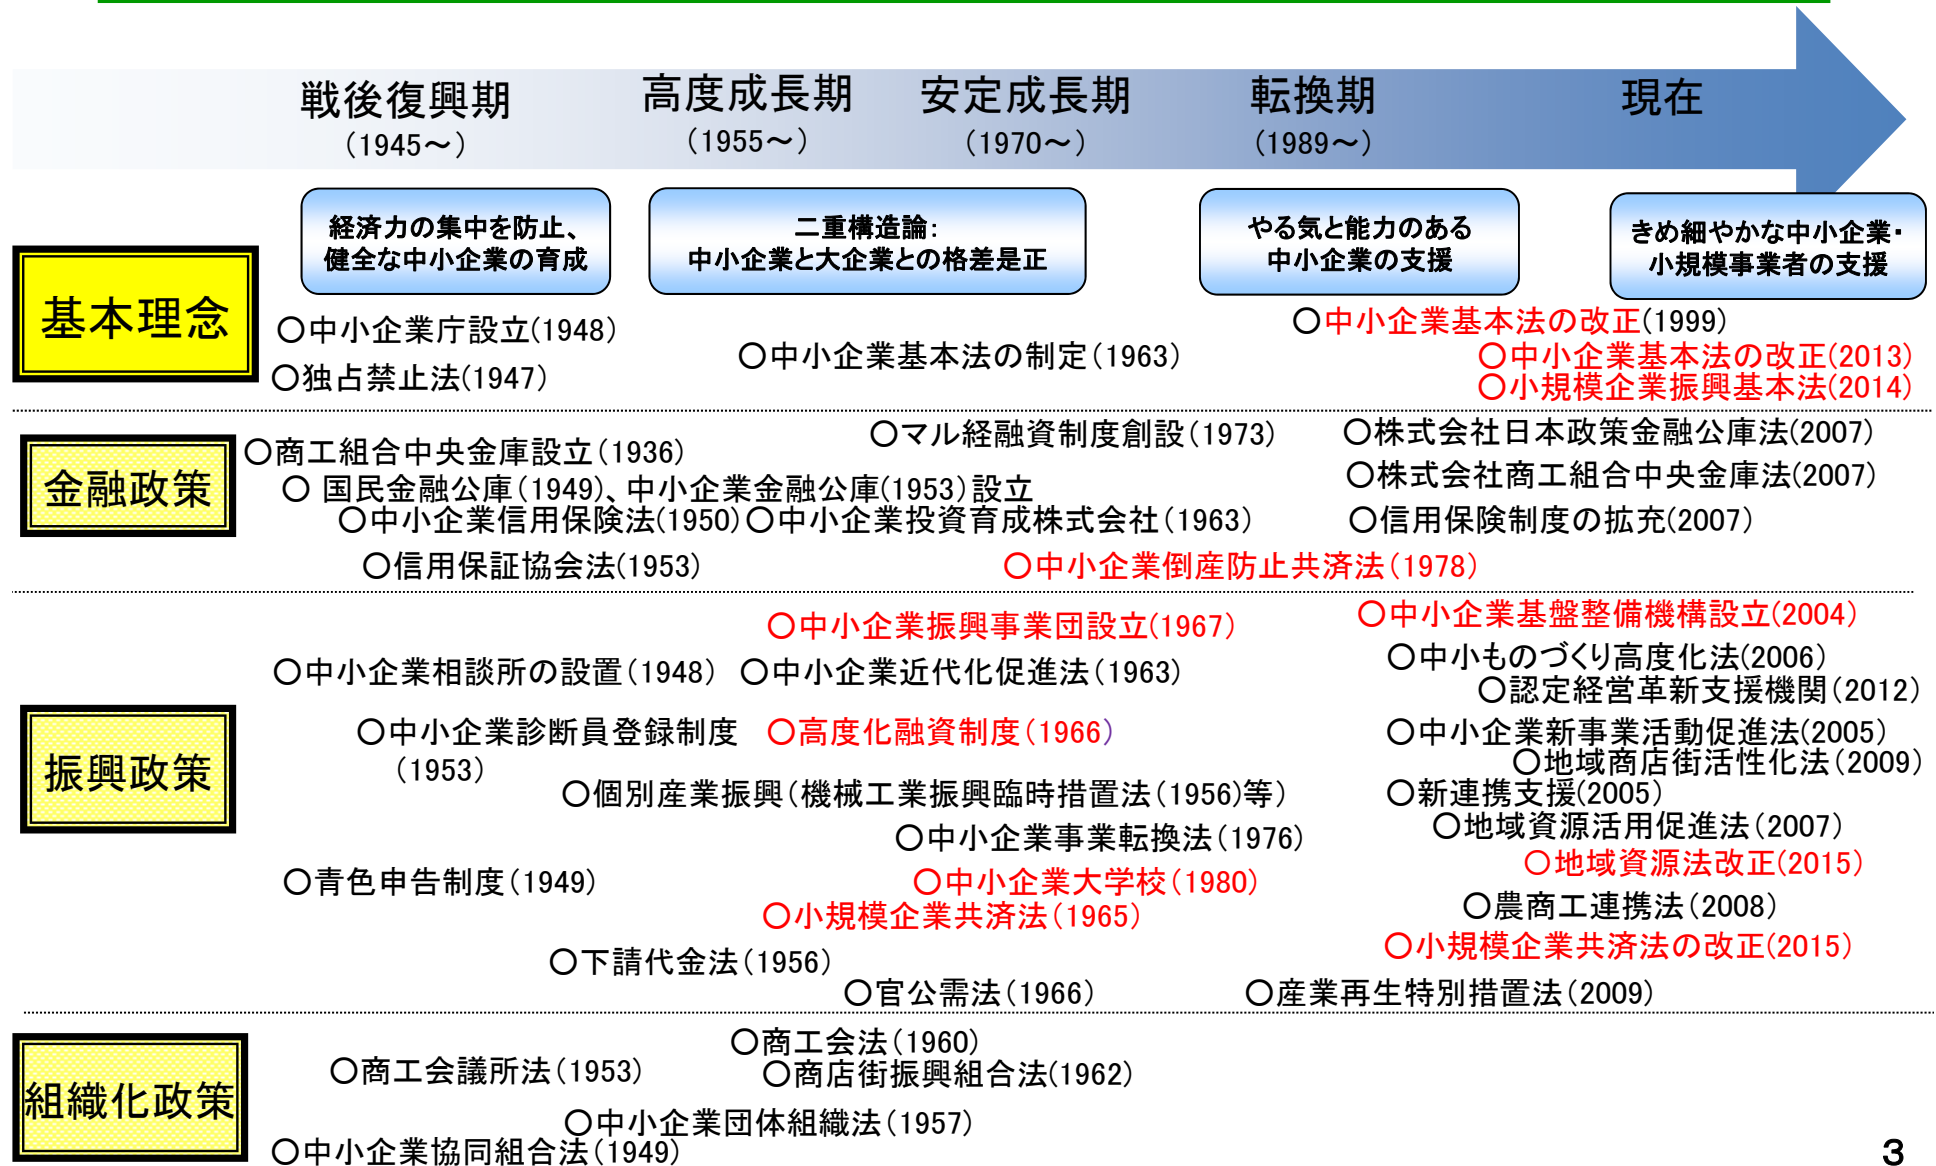 戦後復興期
（1945～）
高度成長期
（1955～）
安定成長期
（1970～）
転換期
（1989～）
現在
経済力の集中を防止、
健全な中小企業の育成
二重構造論：
中小企業と大企業との格差是正
やる気と能力のある
中小企業の支援
きめ細やかな中小企業・
小規模事業者の支援
基本理念
○中小企業庁設立(1948)
○独占禁止法(1947)
○中小企業基本法の制定(1963)
○中小企業基本法の改正(1999)
○中小企業基本法の改正(2013)
○小規模企業振興基本法(2014)
金融政策
○商工組合中央金庫設立（1936）
○ 国民金融公庫（1949）、中小企業金融公庫(1953）設立
○中小企業信用保険法(1950)
○信用保証協会法(1953)
○マル経融資制度創設（1973）
○中小企業投資育成株式会社（1963）
○中小企業倒産防止共済法（1978）
○株式会社日本政策金融公庫法(2007)
○株式会社商工組合中央金庫法(2007)
○信用保険制度の拡充(2007)
振興政策
○中小企業振興事業団設立(1967)
○中小企業相談所の設置（1948）
○中小企業近代化促進法（1963）
○中小企業診断員登録制度
（1953）
○高度化融資制度（1966）
○個別産業振興（機械工業振興臨時措置法（1956)等）
○中小企業事業転換法（1976）
○青色申告制度（1949）
○中小企業大学校（1980）
○小規模企業共済法（1965）
○下請代金法（1956）
○官公需法（1966）
○中小企業基盤整備機構設立(2004)
○中小ものづくり高度化法(2006)
○認定経営革新支援機関（2012）
○中小企業新事業活動促進法(2005)
○地域商店街活性化法（2009）
○新連携支援(2005)
○地域資源活用促進法（2007）
○地域資源法改正(2015)
○農商工連携法（2008）
○小規模企業共済法の改正(2015)
○産業再生特別措置法（2009）
組織化政策
○商工会議所法（1953）
○商工会法（1960）
○商店街振興組合法(1962)
○中小企業団体組織法（1957）
○中小企業協同組合法（1949）
3